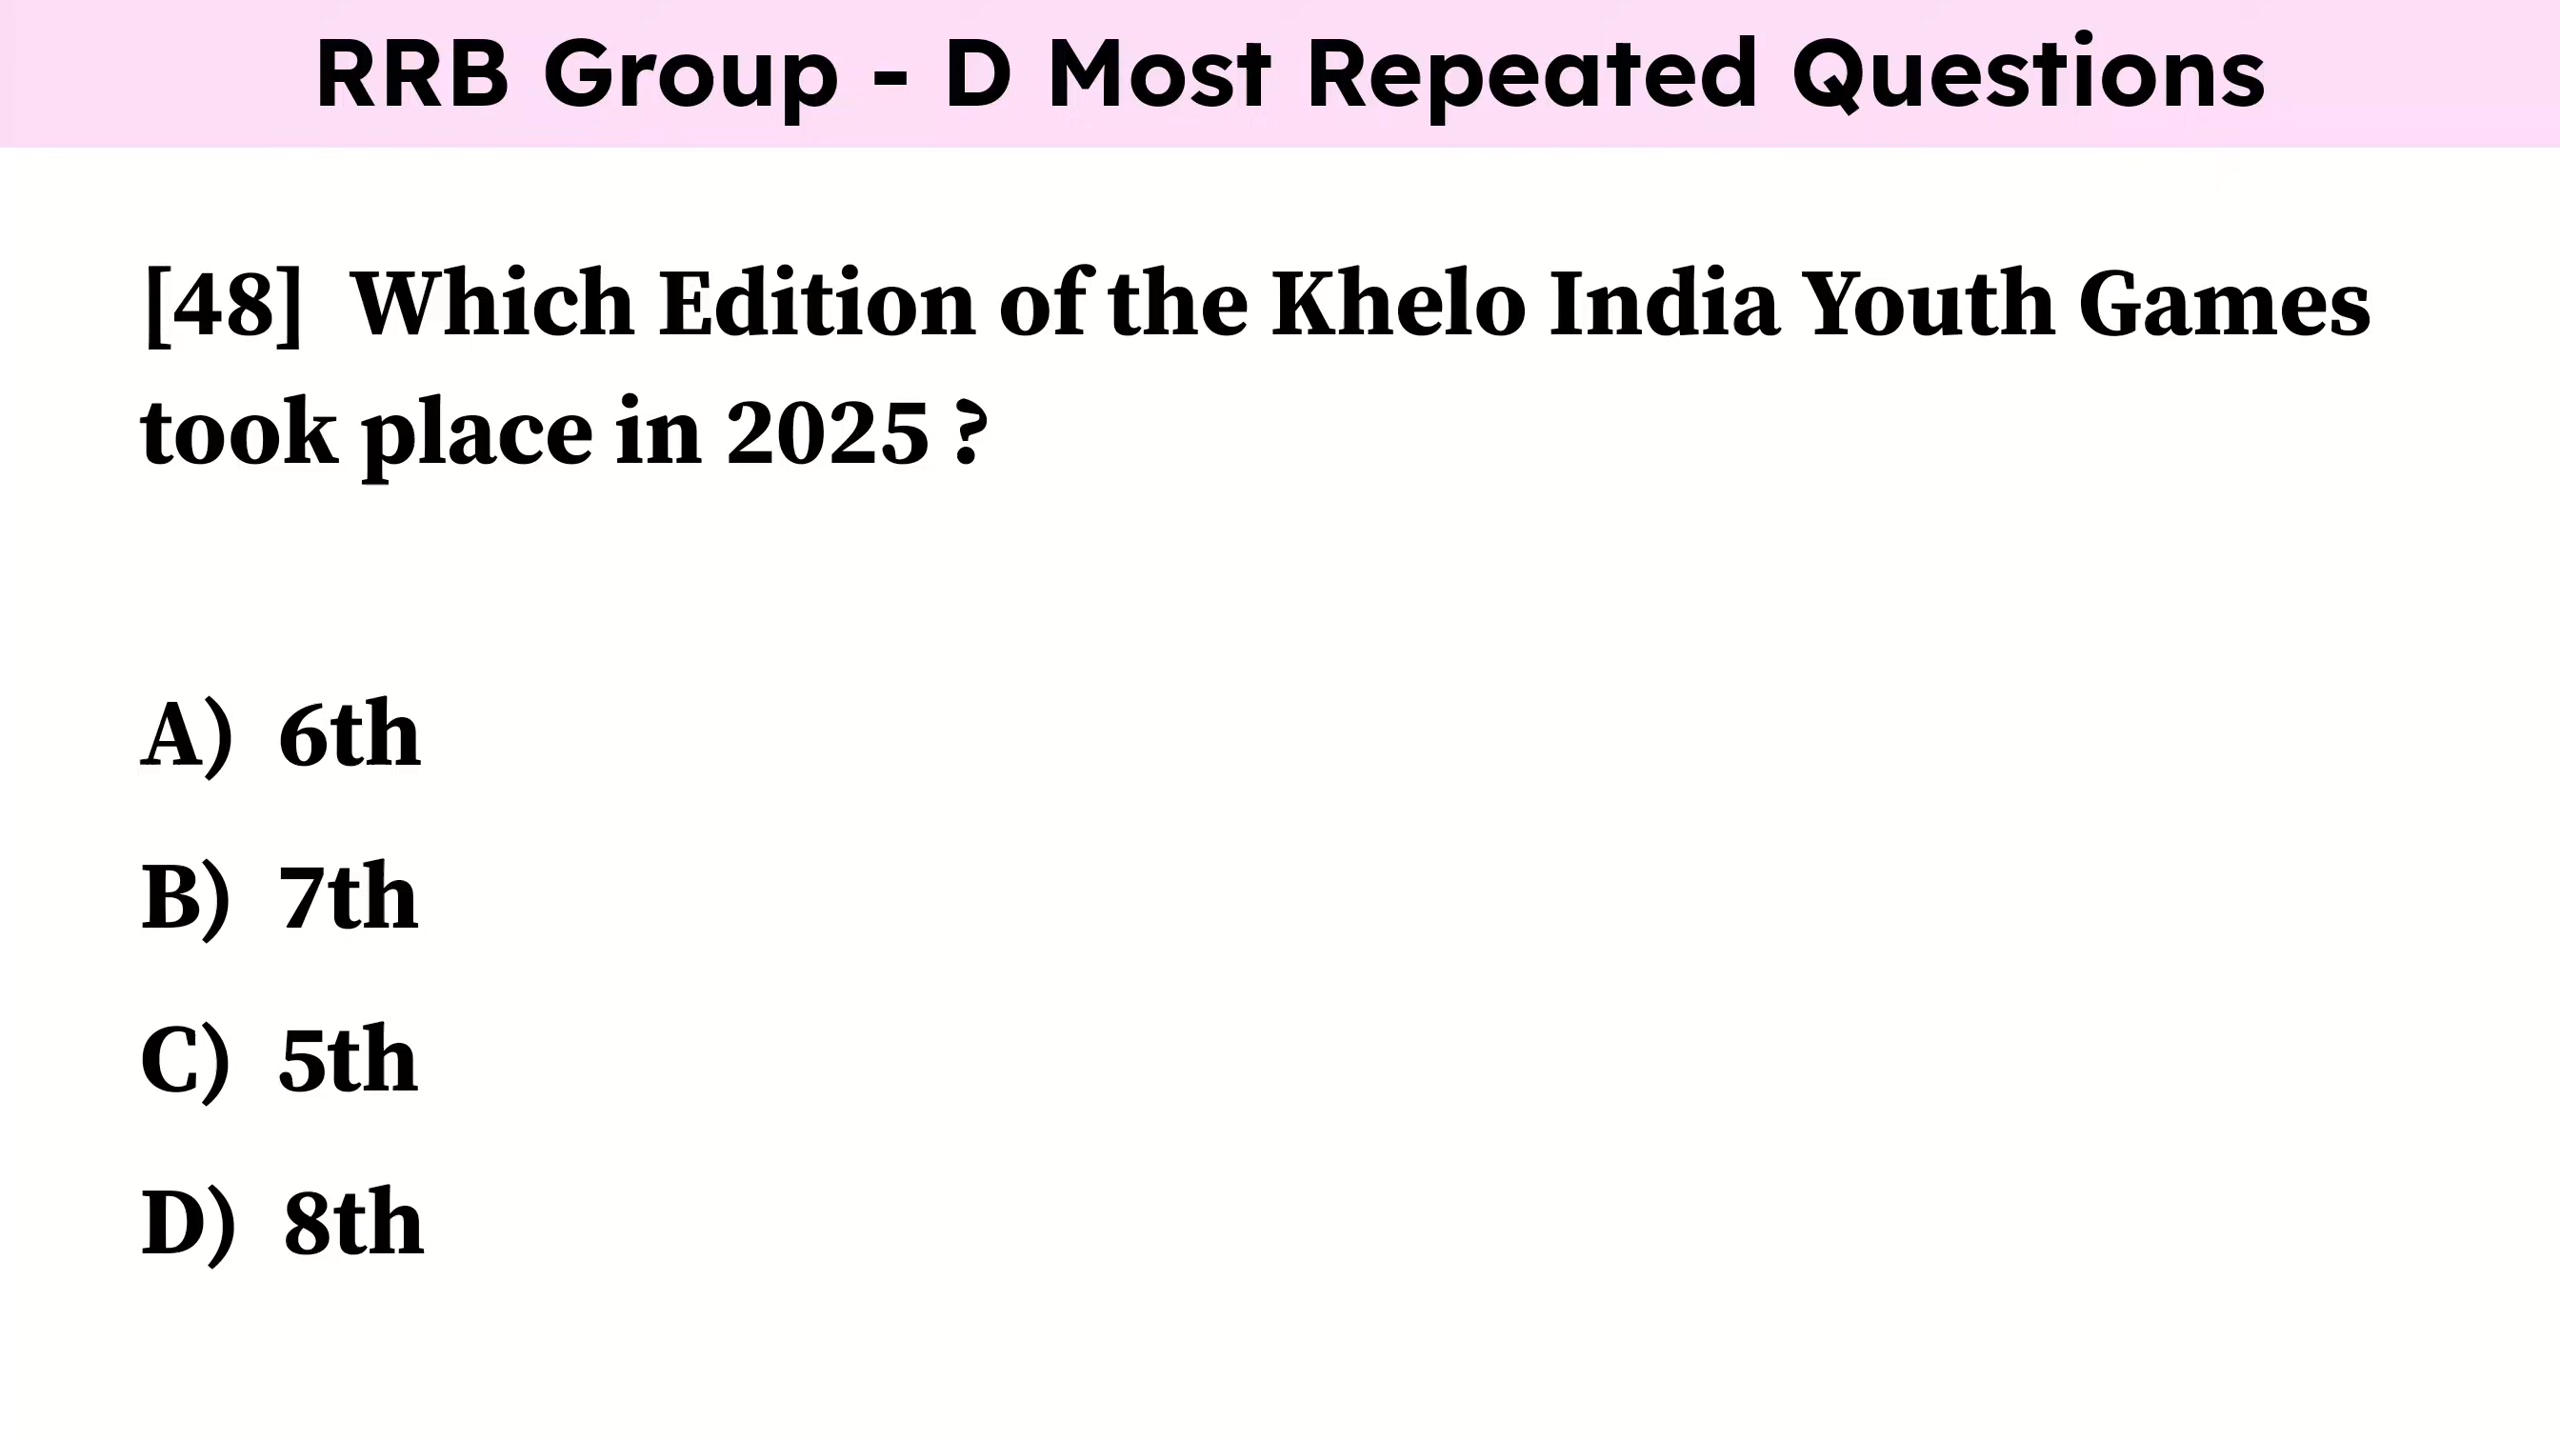 RRB Group - D Most Repeated Questions
[48] Which Edition of the Khelo India Youth Games
took place in 2025 ?
A) 6th
B) 7th
C) 5th
D) 8th